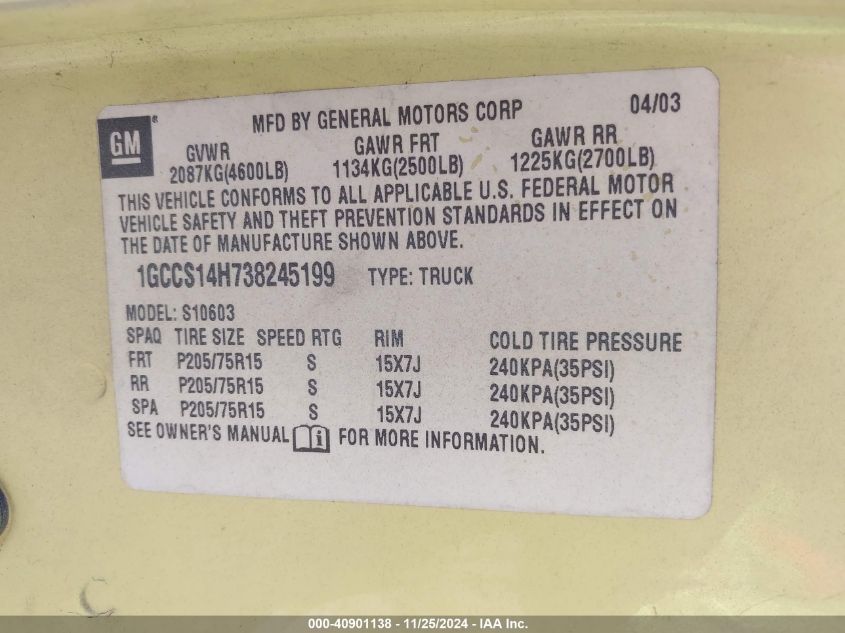 MFD BY GENERAL MOTORS CORP 04/03
GM®
GVWR GAWR FRT GAWR RR
2087KG(4600LB) 1134KG(2500LB) 1225KG(2700LB)
THIS VEHICLE CONFORMS TO ALL APPLICABLE U.S. FEDERAL MOTOR
VEHICLE SAFETY AND THEFT PREVENTION STANDARDS IN EFFECT ON
THE DATE OF MANUFACTURE SHOWN ABOVE.
1GCCS14H738245199 TYPE: TRUCK
MODEL: S10603
SPAQ TIRE SIZE SPEED RTG RIM COLD TIRE PRESSURE
FRT P205/75R15 S 15X7J 240KPA(35PSI)
RR P205/75R15 S 15X7J 240KPA(35PSI)
SPA P205/75R15 S 15X7J 240KPA(35PSI)
SEE OWNER'S MANUAL i FOR MORE INFORMATION.
000-40901138 - 11/25/2024 - IAA Inc.